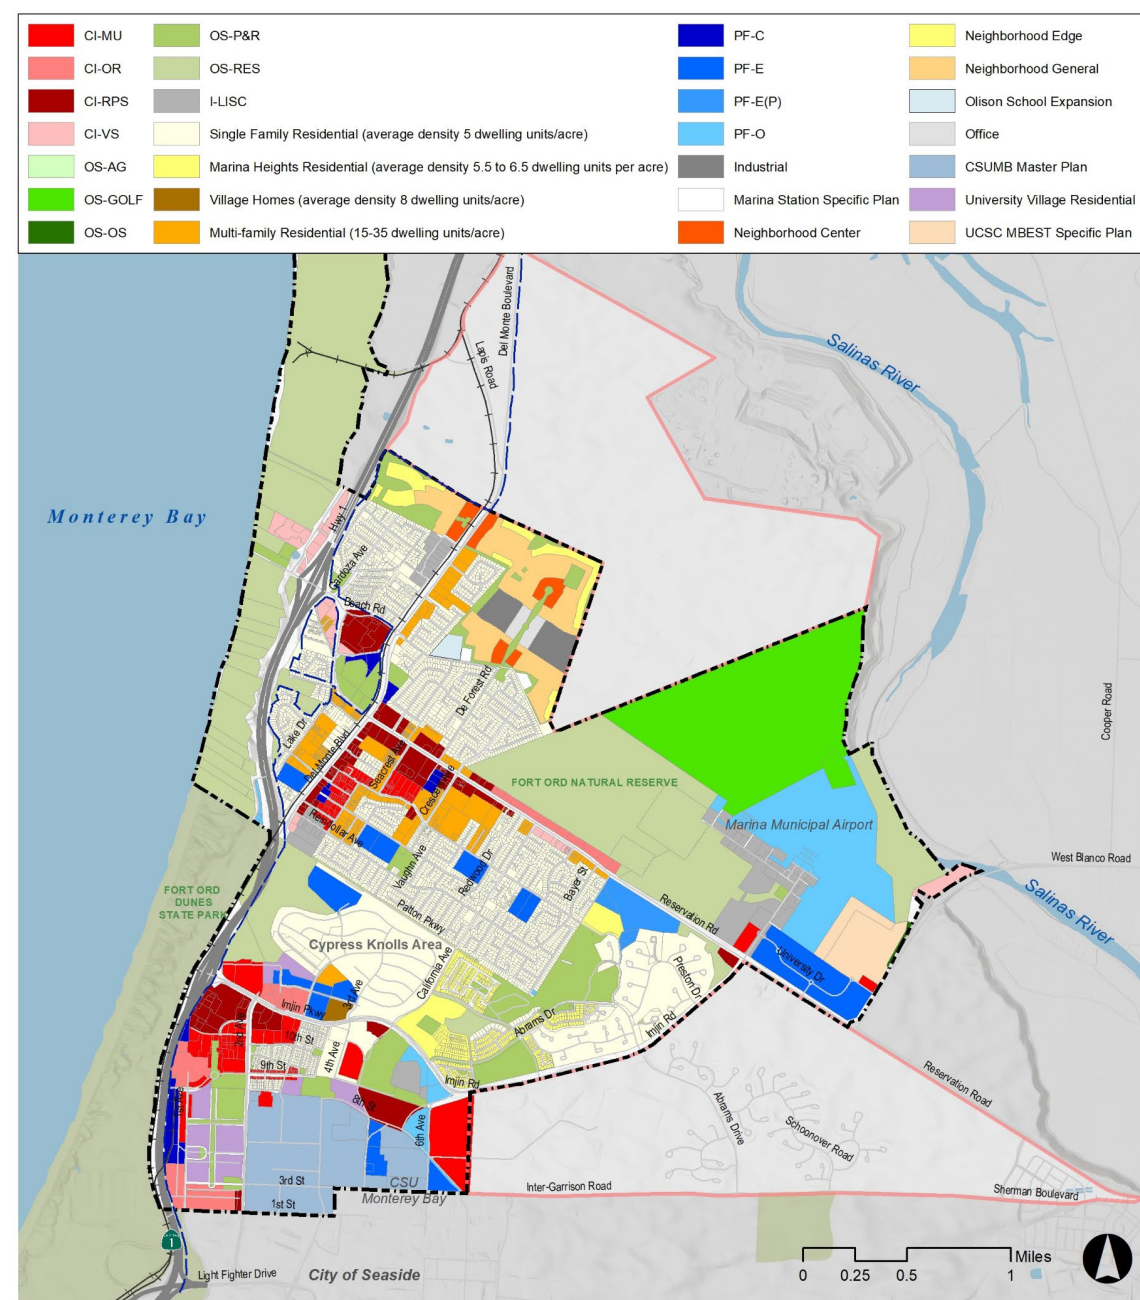 CI-MU
CI-OR
CI-RPS
CI-VS
OS-AG
OS-GOLF
OS-OS
OS-P&R
OS-RES
I-LISC
Single Family Residential (average density 5 dwelling units/acre)
Marina Heights Residential (average density 5.5 to 6.5 dwelling units per acre)
Village Homes (average density 8 dwelling units/acre)
Multi-family Residential (15-35 dwelling units/acre)
PF-C
PF-E
PF-E(P)
PF-O
Industrial
Marina Station Specific Plan
Neighborhood Center
Neighborhood Edge
Neighborhood General
Olison School Expansion
Office
CSUMB Master Plan
University Village Residential
UCSC MBEST Specific Plan
Del Monte Boulevard
Lapis Road
Salinas River
Monterey Bay
Hwy 1
Cardoza Ave
Beach Rd
De Forest Rd
Cooper Road
Lake Dr
Del Monte Blvd
Seacrest Ave
FORT ORD NATURAL RESERVE
Marina Municipal Airport
Reindollar Ave
Vaughn Ave
Redwood Dr
Bayer St
West Blanco Road
Salinas River
FORT ORD
DUNES
STATE PARK
Patton Pkwy
Reservation Rd
Cypress Knolls Area
California Ave
Preston Dr
University Dr
3rd Ave
Imjin Pkwy
Abrams Dr
Imjin Rd
2nd Ave
10th St
4th Ave
9th St
Imjin Rd
8th St
6th Ave
Reservation Road
Abrams Drive
Schoonover Road
3rd St
CSU
Monterey Bay
1st St
Inter-Garrison Road
Sherman Boulevard
1
Light Fighter Drive
City of Seaside
Miles
0 0.25 0.5 1